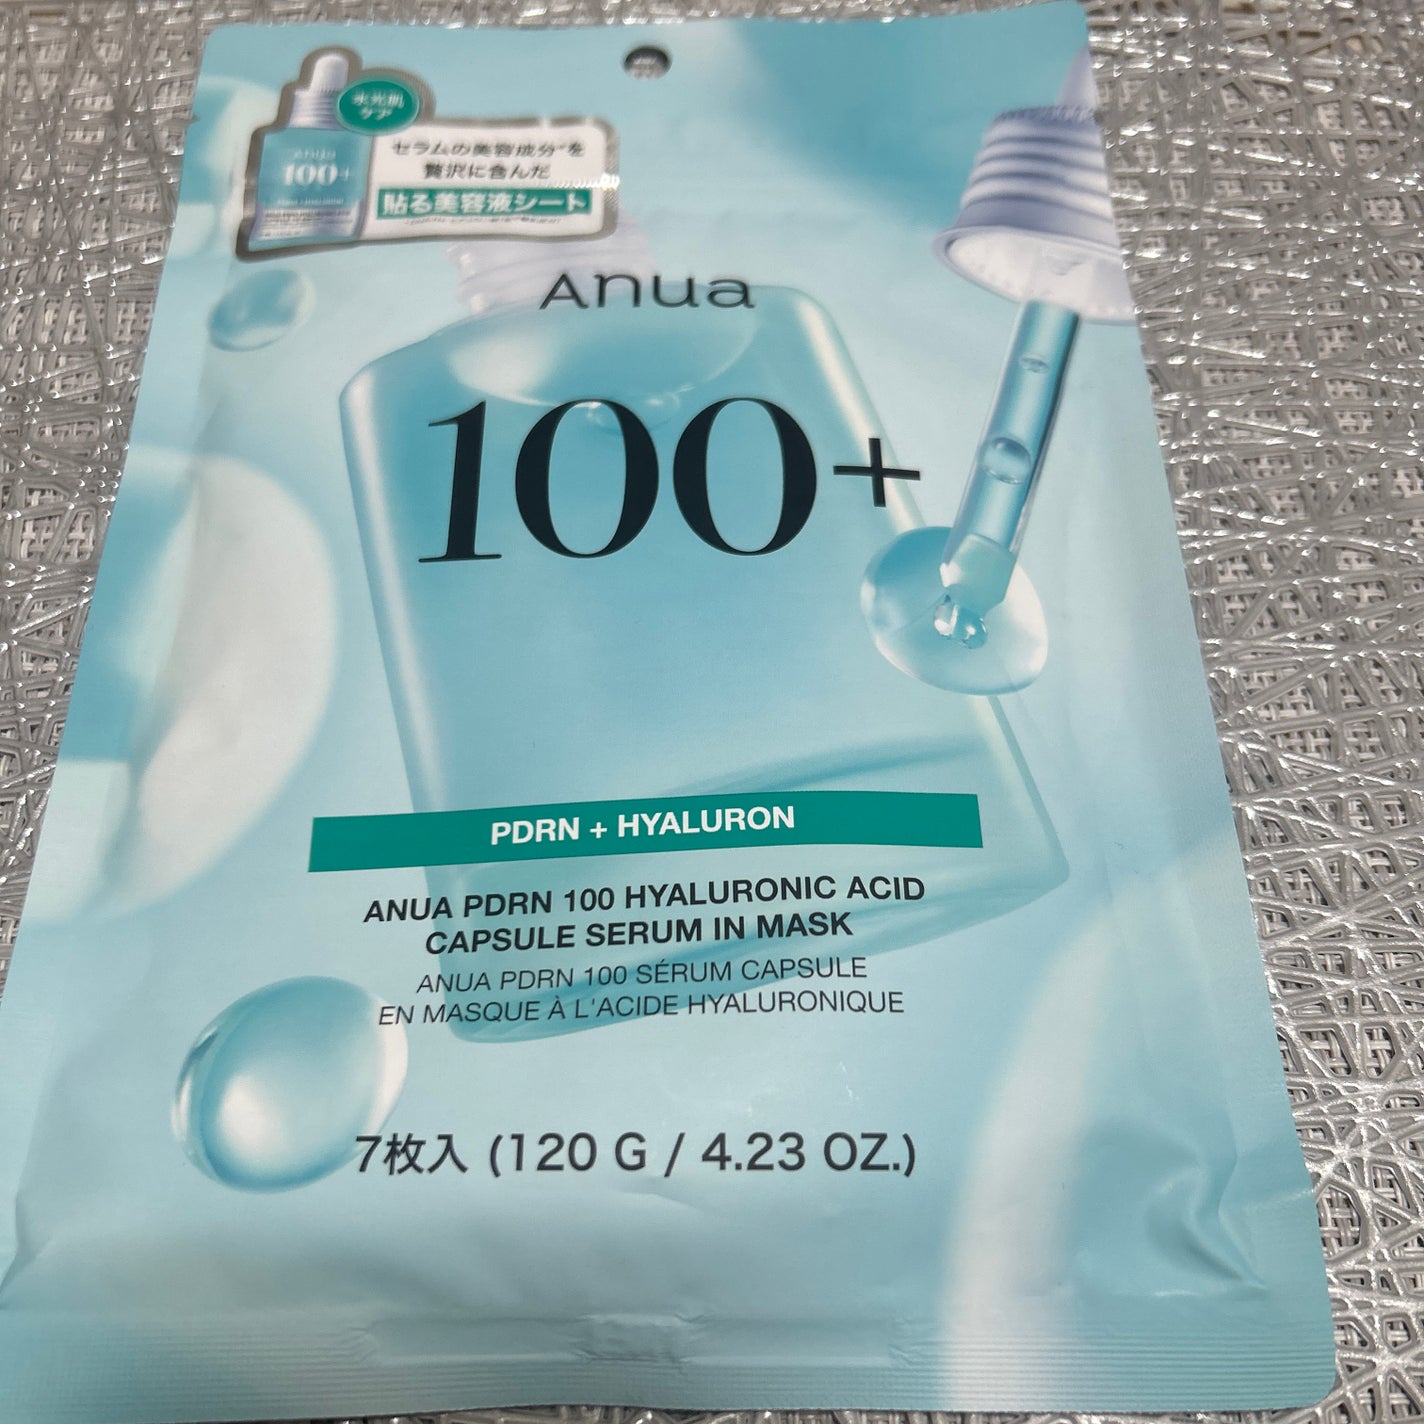 水光肌
ケア
Anua
100+
セラムの美容成分*を
贅沢に含んだ
貼る美容液シート
Anua
100+
PDRN + HYALURON
ANUA PDRN 100 HYALURONIC ACID
CAPSULE SERUM IN MASK
ANUA PDRN 100 SÉRUM CAPSULE
EN MASQUE À L'ACIDE HYALURONIQUE
7枚入 (120 G / 4.23 OZ.)